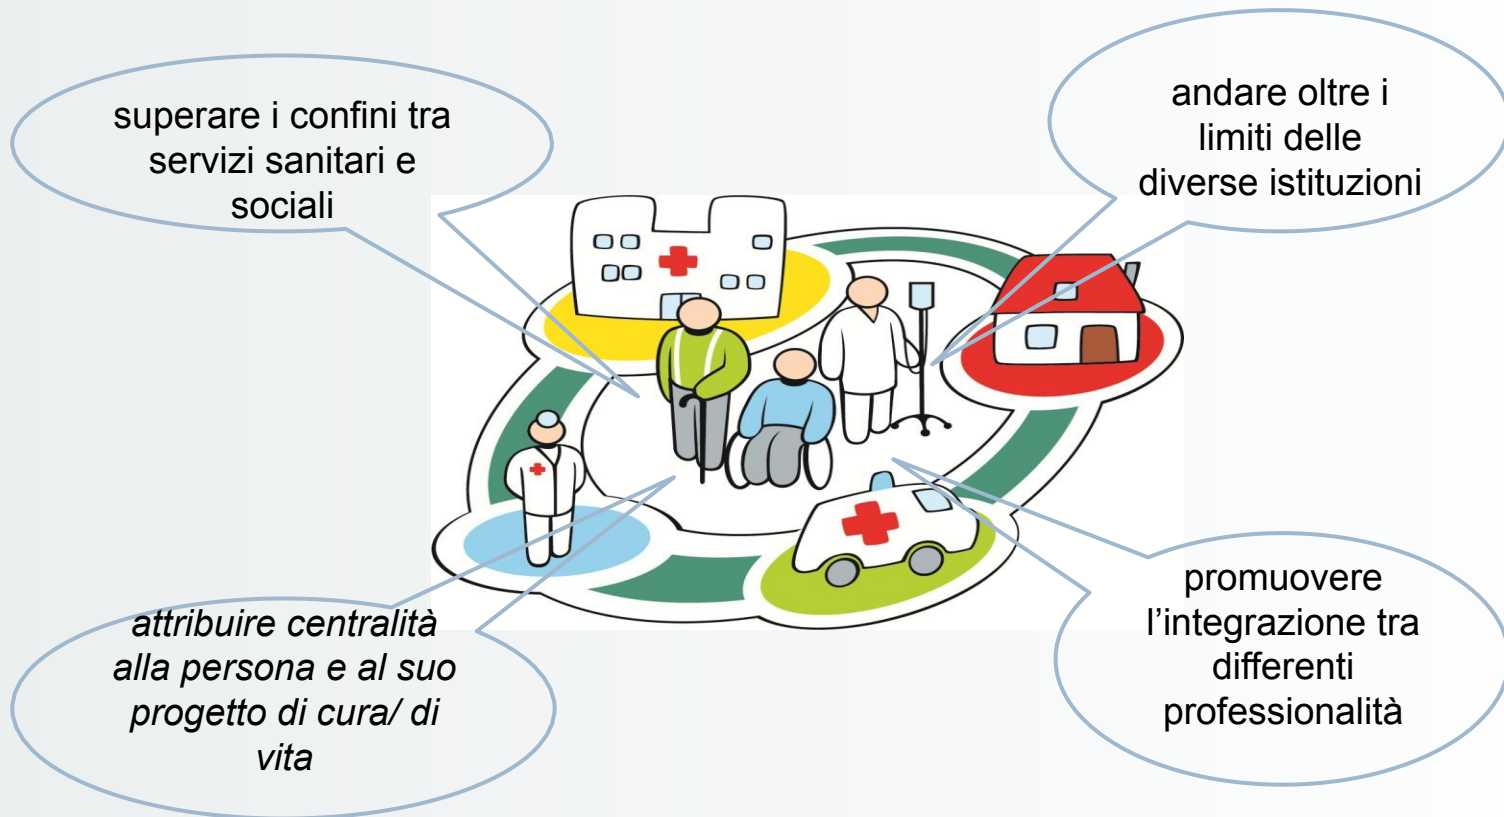 superare i confini tra
servizi sanitari e
sociali
andare oltre i
limiti delle
diverse istituzioni
attribuire centralità
alla persona e al suo
progetto di cura/ di
vita
promuovere
l’integrazione tra
differenti
professionalità